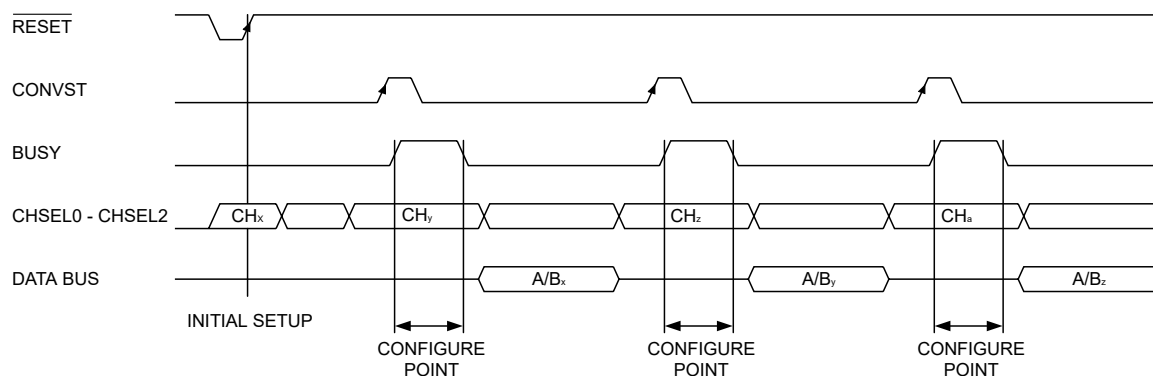 RESET
CONVST
BUSY
CHSEL0 - CHSEL2 CHx CHy CHz CHa
DATA BUS A/Bx A/By A/Bz
INITIAL SETUP
CONFIGURE POINT
CONFIGURE POINT
CONFIGURE POINT